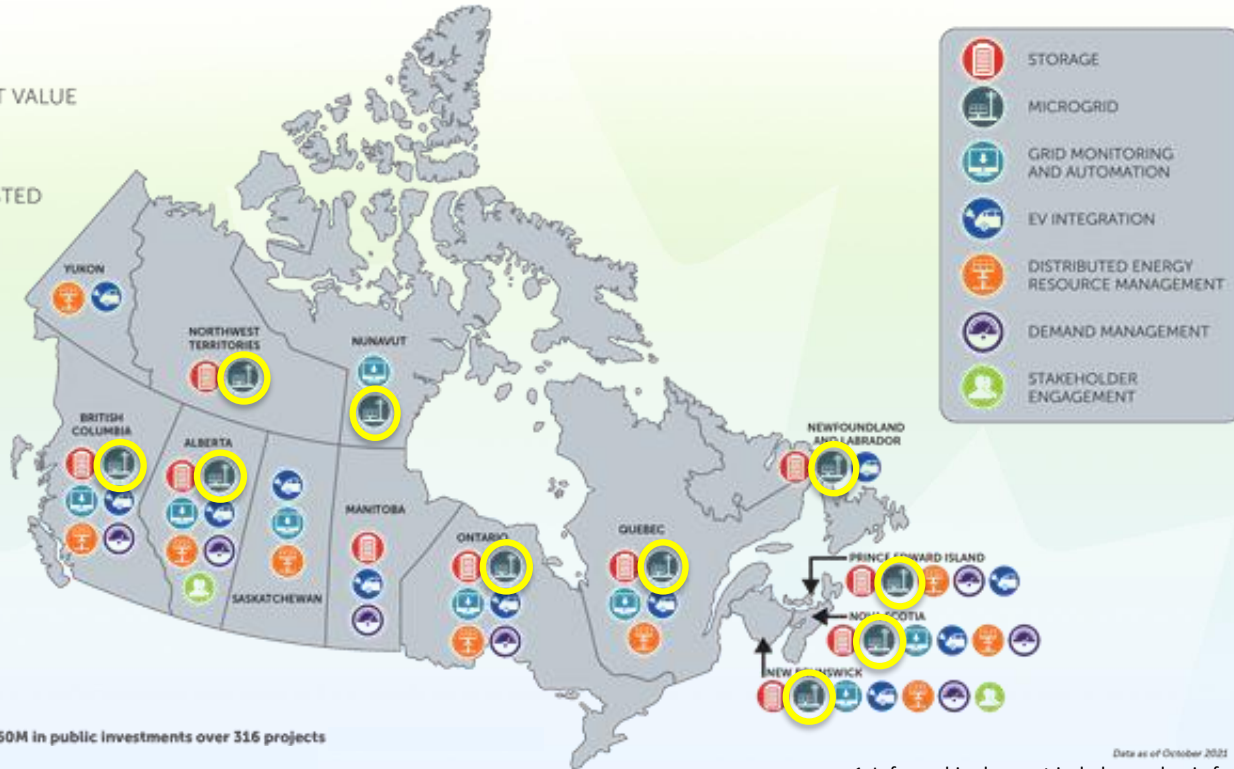 T VALUE
STED
YUKON
NORTHWEST
TERRITORIES
NUNAVUT
BRITISH
COLUMBIA
ALBERTA
SASKATCHEWAN
MANITOBA
ONTARIO
QUEBEC
NEWFOUNDLAND
AND LABRADOR
PRINCE EDWARD ISLAND
NOVA SCOTIA
NEW BRUNSWICK
STORAGE
MICROGRID
GRID MONITORING
AND AUTOMATION
EV INTEGRATION
DISTRIBUTED ENERGY
RESOURCE MANAGEMENT
DEMAND MANAGEMENT
STAKEHOLDER
ENGAGEMENT
60M in public investments over 316 projects
Data as of October 2021